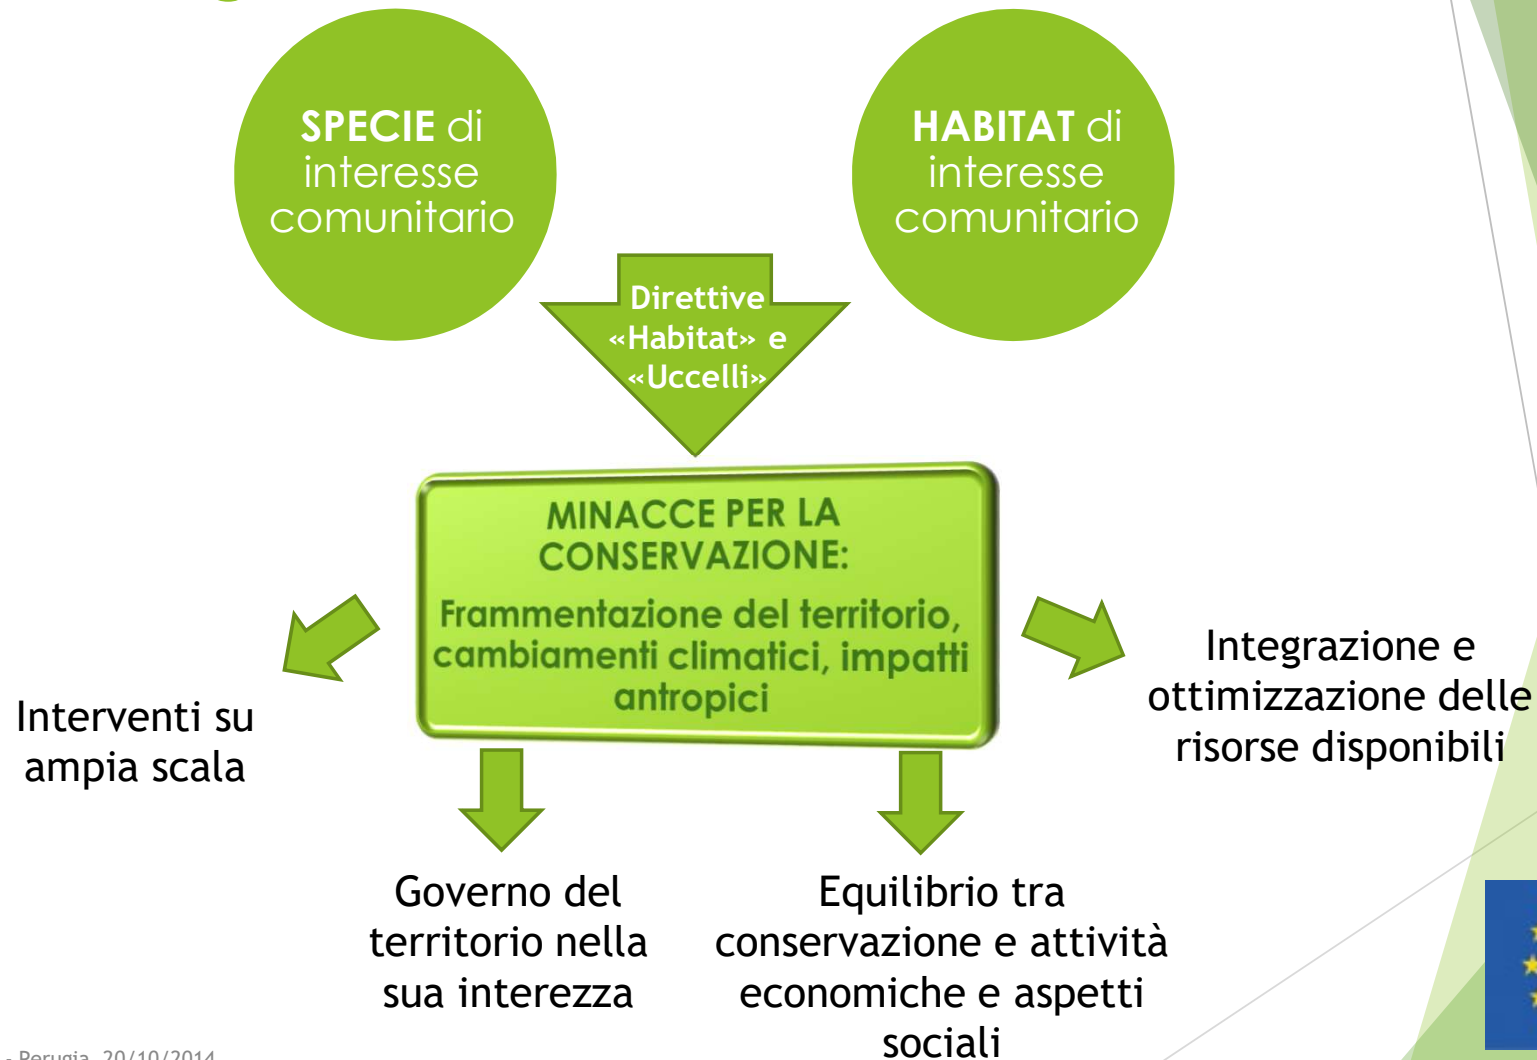 SPECIE di
interesse
comunitario
HABITAT di
interesse
comunitario
Direttive
«Habitat» e
«Uccelli»
MINACCE PER LA
CONSERVAZIONE:
Frammentazione del territorio,
cambiamenti climatici, impatti
antropici
Interventi su
ampia scala
Governo del
territorio nella
sua interezza
Equilibrio tra
conservazione e attività
economiche e aspetti
sociali
Integrazione e
ottimizzazione delle
risorse disponibili
- Perugia, 20/10/2014